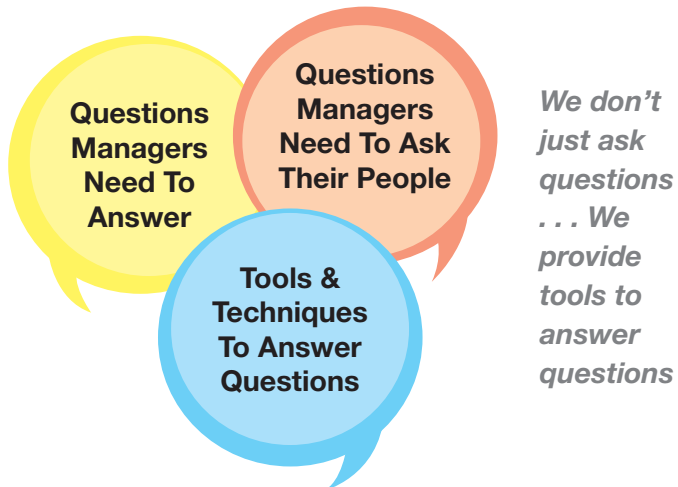 Questions
Managers
Need To
Answer
Questions
Managers
Need To Ask
Their People
Tools &
Techniques
To Answer
Questions
We don’t
just ask
questions
. . . We
provide
tools to
answer
questions